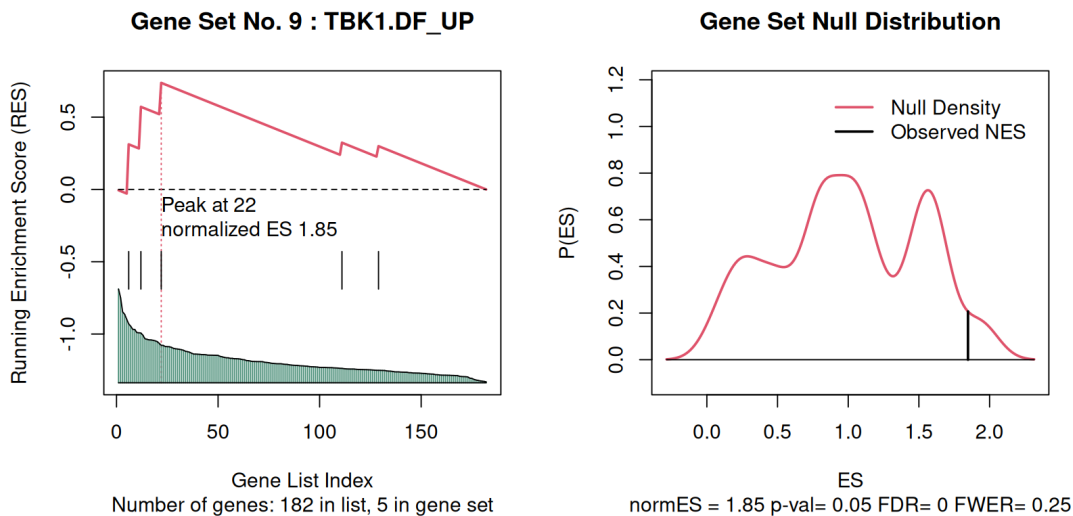 Gene Set No. 9 : TBK1.DF_UP
Running Enrichment Score (RES)
0.5
0.0
-0.5
-1.0
Peak at 22
normalized ES 1.85
0 50 100 150
Gene List Index
Number of genes: 182 in list, 5 in gene set
Gene Set Null Distribution
P(ES)
1.2
1.0
0.8
0.6
0.4
0.2
0.0
Null Density
Observed NES
0.0 0.5 1.0 1.5 2.0
ES
normES = 1.85 p-val= 0.05 FDR= 0 FWER= 0.25